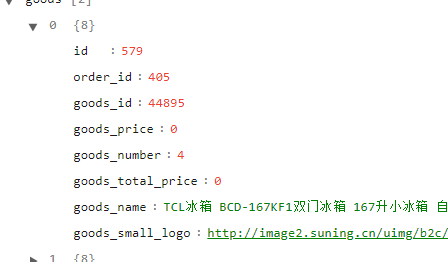 goods [2]
0 {8}
id : 579
order_id : 405
goods_id : 44895
goods_price : 0
goods_number : 4
goods_total_price : 0
goods_name : TCL冰箱 BCD-167KF1双门冰箱 167升小冰箱 自
goods_small_logo : http://image2.suning.cn/uimg/b2c/
1 {8}